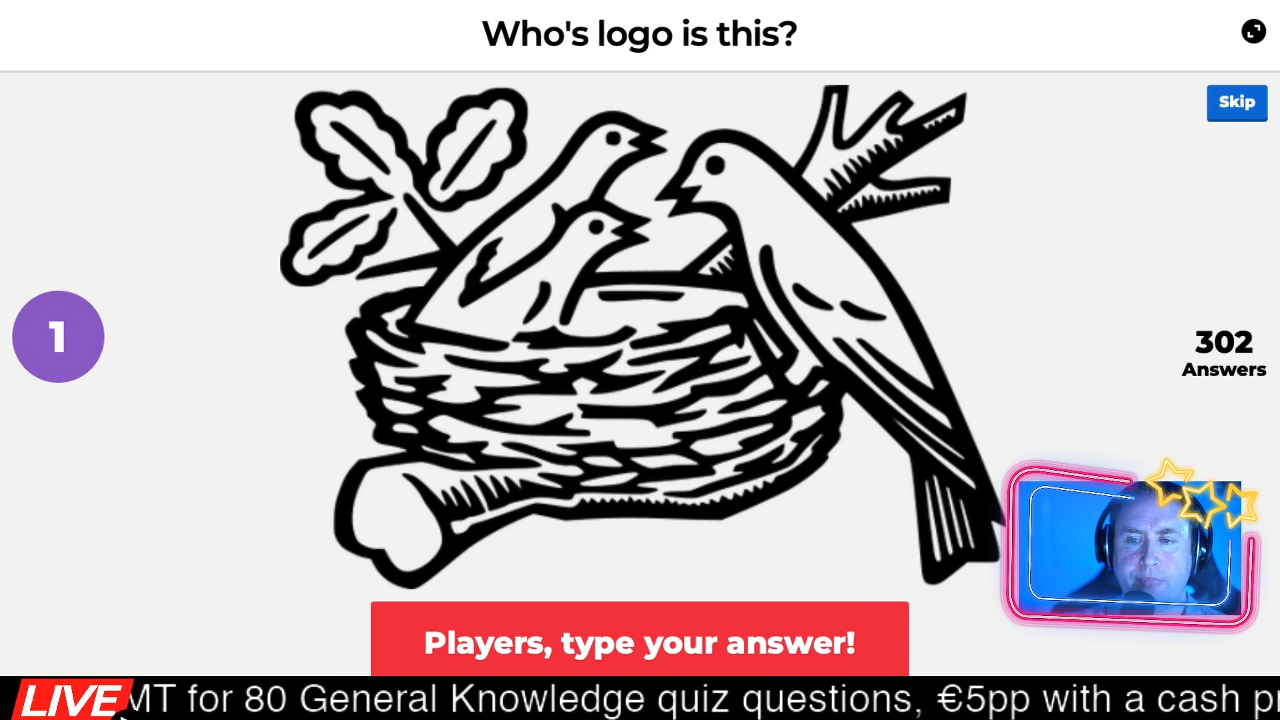 Who's logo is this?
Skip
1
302
Answers
Players, type your answer!
LIVE
MT for 80 General Knowledge quiz questions, €5pp with a cash